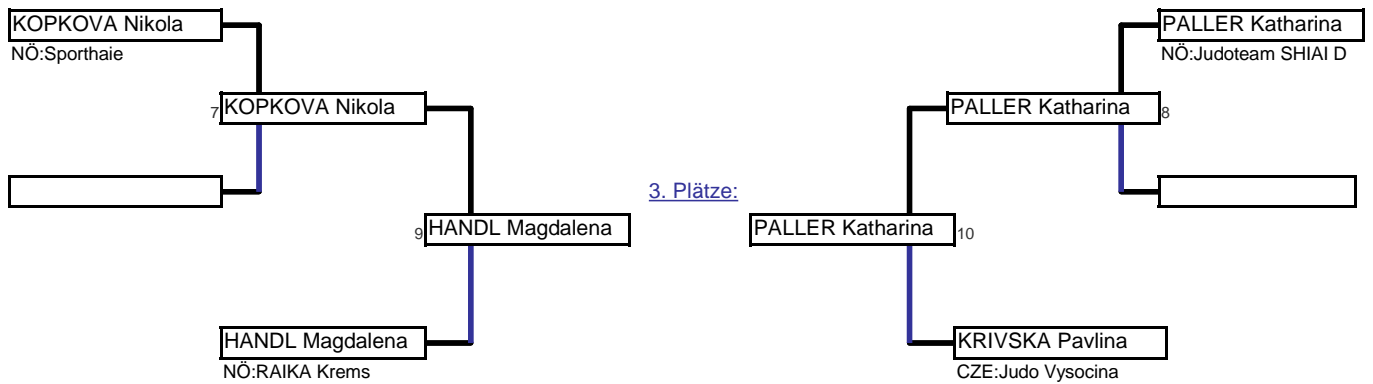 KOPKOVA Nikola
NÖ:Sporthaie
PALLER Katharina
NÖ:Judoteam SHIAI D
7 KOPKOVA Nikola
PALLER Katharina 8
3. Plätze:
9 HANDL Magdalena
PALLER Katharina 10
HANDL Magdalena
NÖ:RAIKA Krems
KRIVSKA Pavlina
CZE:Judo Vysocina